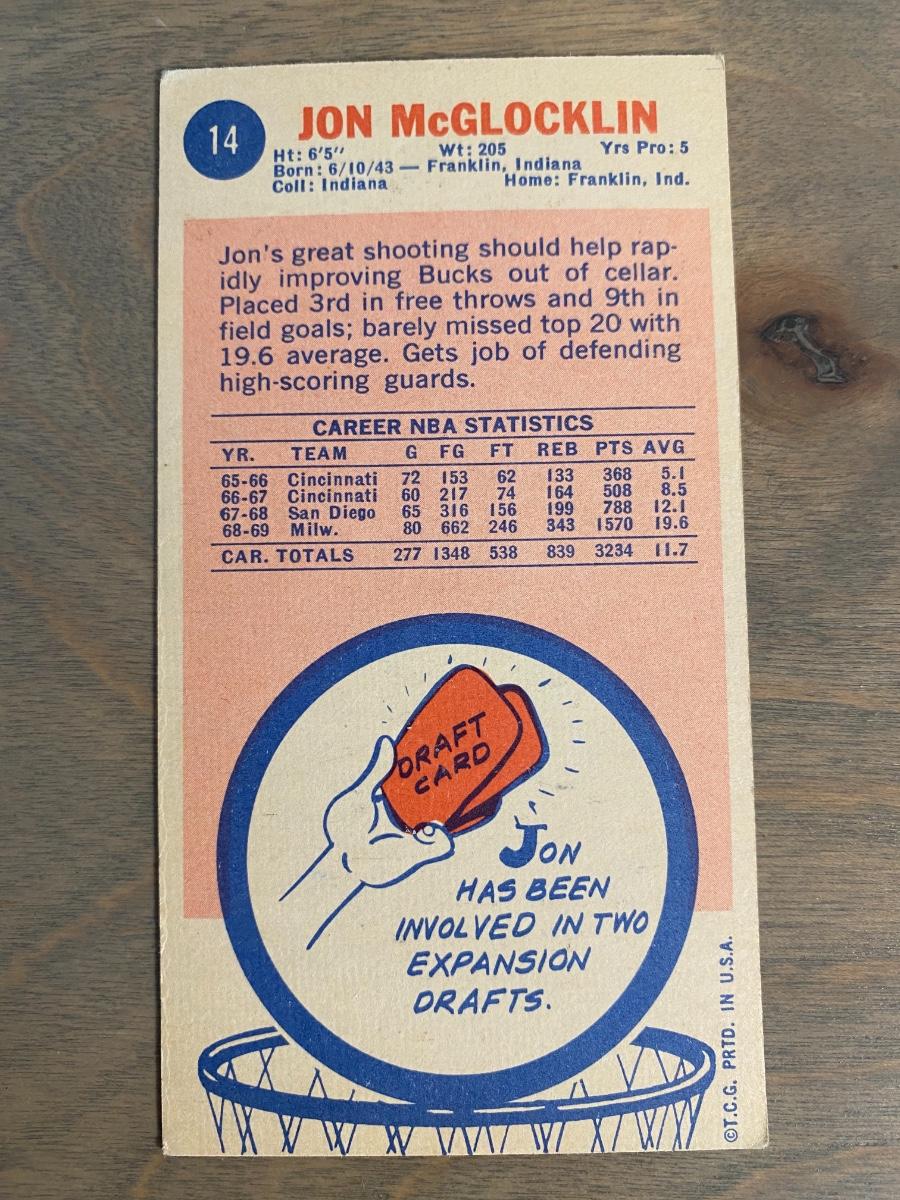 14
JON McGLOCKLIN
Ht: 6'5" Wt: 205 Yrs Pro: 5
Born: 6/10/43 — Franklin, Indiana
Coll: Indiana Home: Franklin, Ind.
Jon's great shooting should help rap-
idly improving Bucks out of cellar.
Placed 3rd in free throws and 9th in
field goals; barely missed top 20 with
19.6 average. Gets job of defending
high-scoring guards.
CAREER NBA STATISTICS
YR. TEAM G FG FT REB PTS AVG
65-66 Cincinnati 72 153 62 133 368 5.1
66-67 Cincinnati 60 217 74 164 508 8.5
67-68 San Diego 65 316 156 199 788 12.1
68-69 Milw. 80 662 246 343 1570 19.6
CAR. TOTALS 277 1348 538 839 3234 11.7
DRAFT
CARD
JON
HAS BEEN
INVOLVED IN TWO
EXPANSION
DRAFTS.
©T.C.G. PRTD. IN U.S.A.